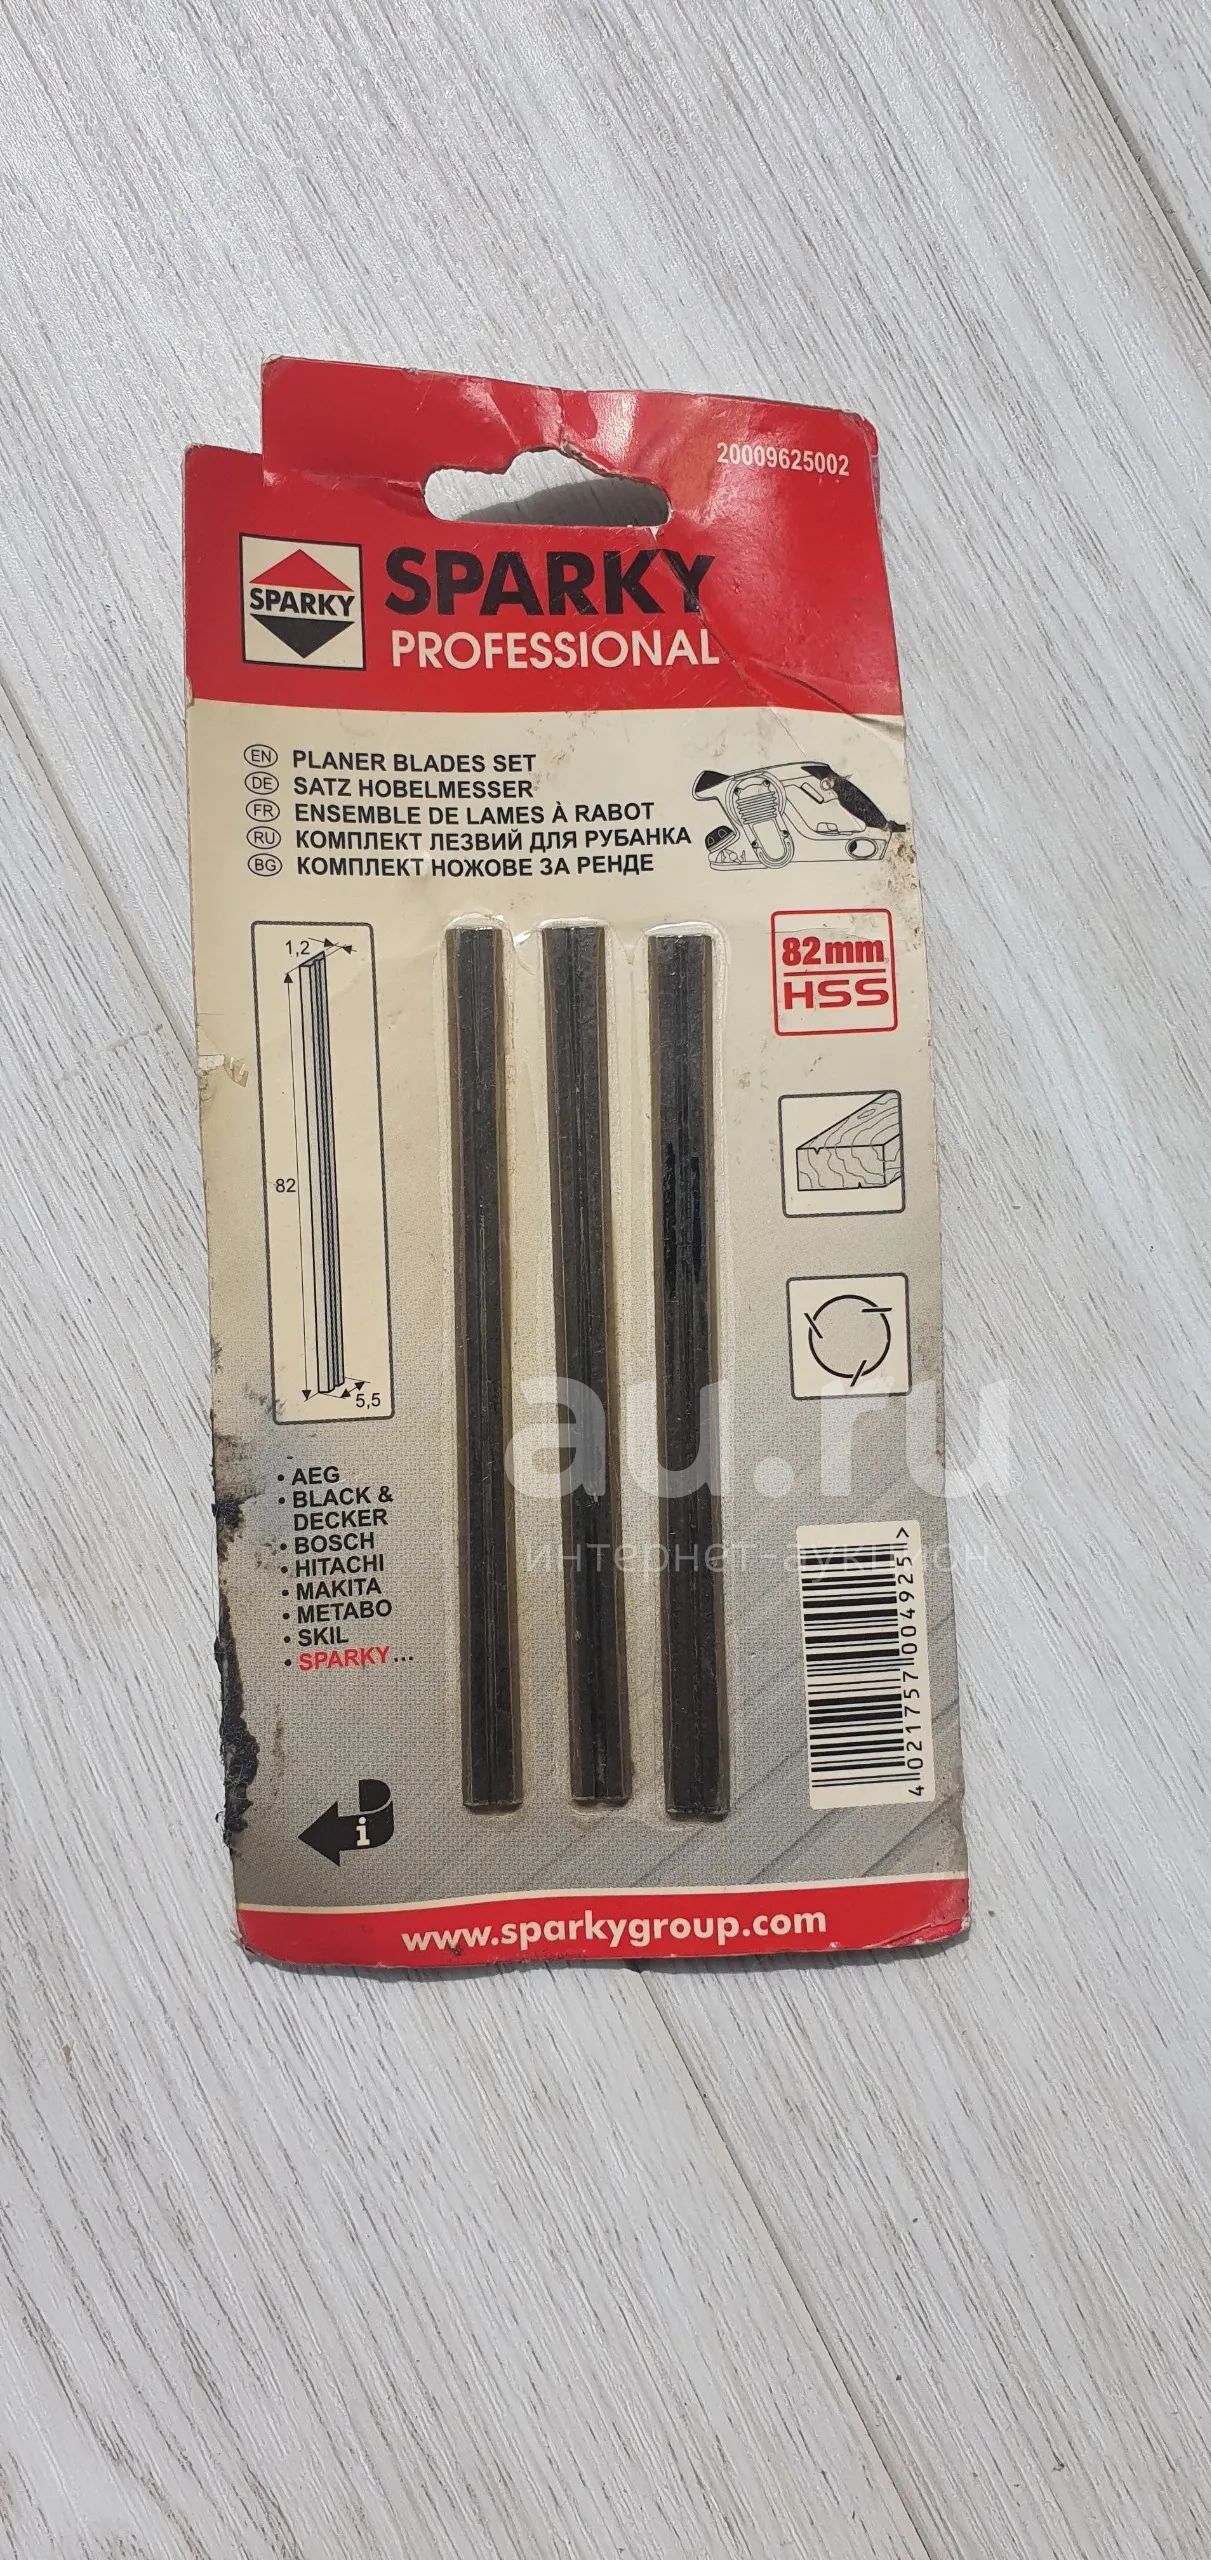 20009625002
SPARKY
SPARKY
PROFESSIONAL
EN PLANER BLADES SET
DE SATZ HOBELMESSER
FR ENSEMBLE DE LAMES À RABOT
RU КОМПЛЕКТ ЛЕЗВИЙ ДЛЯ РУБАНКА
BG КОМПЛЕКТ НОЖОВЕ ЗА РЕНДЕ
1,2
82
5,5
82mm
HSS
• AEG
• BLACK &
DECKER
• BOSCH
• HITACHI
• MAKITA
• METABO
• SKIL
• SPARKY...
au.ru
интернет-аукцион
4 021757 004925 >
i
www.sparkygroup.com